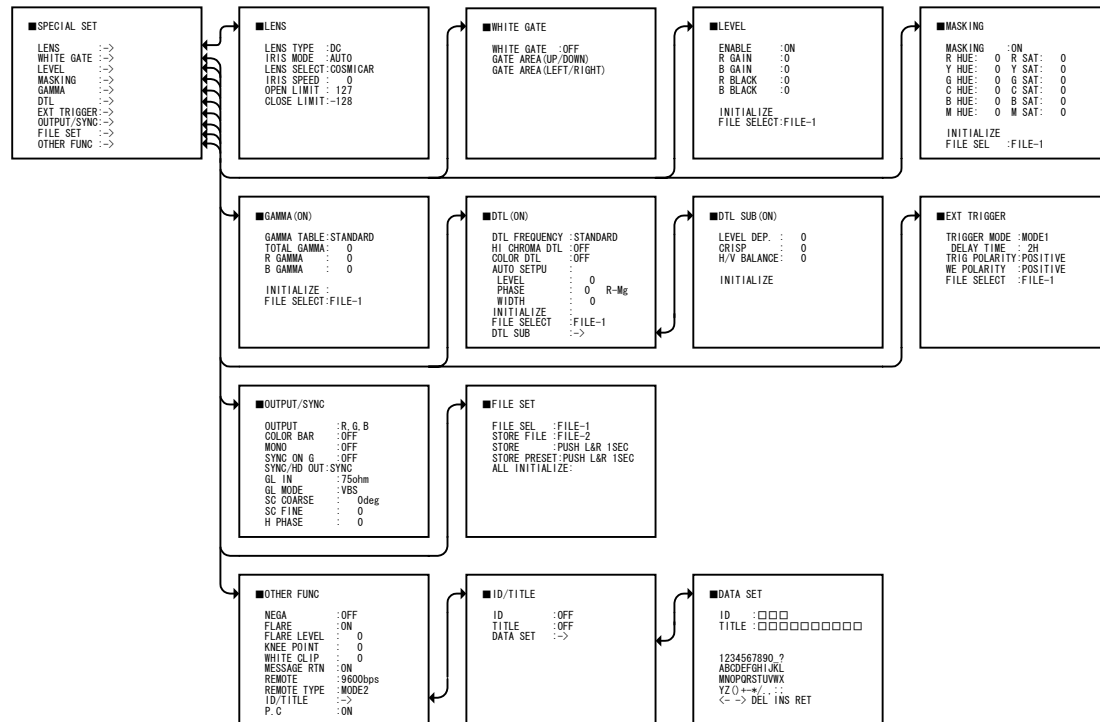 ■SPECIAL SET
LENS :->
WHITE GATE :->
LEVEL :->
MASKING :->
GAMMA :->
DTL :->
EXT TRIGGER:->
OUTPUT/SYNC:->
FILE SET :->
OTHER FUNC :->
■LENS
LENS TYPE :DC
IRIS MODE :AUTO
LENS SELECT:COSMICAR
IRIS SPEED : 0
OPEN LIMIT : 127
CLOSE LIMIT:-128
■WHITE GATE
WHITE GATE :OFF
GATE AREA(UP/DOWN)
GATE AREA(LEFT/RIGHT)
■LEVEL
ENABLE :ON
R GAIN :0
B GAIN :0
R BLACK :0
B BLACK :0
INITIALIZE
FILE SELECT:FILE-1
■MASKING
MASKING :ON
R HUE: 0 R SAT: 0
Y HUE: 0 Y SAT: 0
G HUE: 0 G SAT: 0
C HUE: 0 C SAT: 0
B HUE: 0 B SAT: 0
M HUE: 0 M SAT: 0
INITIALIZE
FILE SEL :FILE-1
■GAMMA(ON)
GAMMA TABLE:STANDARD
TOTAL GAMMA: 0
R GAMMA : 0
B GAMMA : 0
INITIALIZE :
FILE SELECT:FILE-1
■DTL(ON)
DTL FREQUENCY :STANDARD
HI CHROMA DTL :OFF
COLOR DTL :OFF
AUTO SETPU :
LEVEL : 0
PHASE : 0 R-Mg
WIDTH : 0
INITIALIZE :
FILE SELECT :FILE-1
DTL SUB :->
■DTL SUB(ON)
LEVEL DEP. : 0
CRISP : 0
H/V BALANCE: 0
INITIALIZE
■EXT TRIGGER
TRIGGER MODE :MODE1
DELAY TIME : 2H
TRIG POLARITY:POSITIVE
WE POLARITY :POSITIVE
FILE SELECT :FILE-1
■OUTPUT/SYNC
OUTPUT :R,G,B
COLOR BAR :OFF
MONO :OFF
SYNC ON G :OFF
SYNC/HD OUT:SYNC
GL IN :75ohm
GL MODE :VBS
SC COARSE : 0deg
SC FINE : 0
H PHASE : 0
■FILE SET
FILE SEL :FILE-1
STORE FILE :FILE-2
STORE :PUSH L&R 1SEC
STORE PRESET:PUSH L&R 1SEC
ALL INITIALIZE:
■OTHER FUNC
NEGA :OFF
FLARE :ON
FLARE LEVEL : 0
KNEE POINT : 0
WHITE CLIP : 0
MESSAGE RTN :ON
REMOTE :9600bps
REMOTE TYPE :MODE2
ID/TITLE :->
P.C :ON
■ID/TITLE
ID :OFF
TITLE :OFF
DATA SET :->
■DATA SET
ID :□□□
TITLE :□□□□□□□□□□
1234567890_?
ABCDEFGHIJKL
MNOPQRSTUVWX
YZ()+-*/.,:;
<- -> DEL INS RET